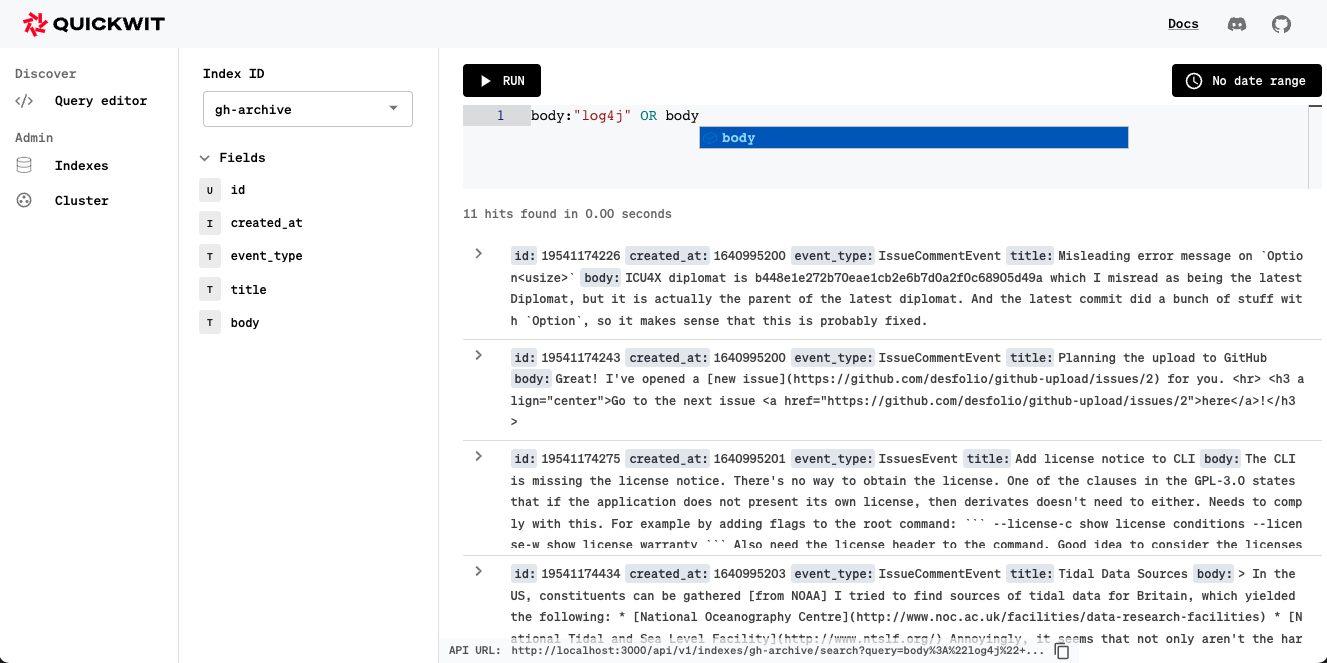 QUICKWIT
Docs
Discover
</> Query editor
Admin
Indexes
Cluster
Index ID
gh-archive
Fields
U id
I created_at
T event_type
T title
T body
RUN
No date range
1 body:"log4j" OR body
body
11 hits found in 0.00 seconds
id: 19541174226 created_at: 1640995200 event_type: IssueCommentEvent title: Misleading error message on `Optio
n<usize>` body: ICU4X diplomat is b448e1e272b70eae1cb2e6b7d0a2f0c68905d49a which I misread as being the latest
Diplomat, but it is actually the parent of the latest diplomat. And the latest commit did a bunch of stuff wit
h `Option`, so it makes sense that this is probably fixed.
id: 19541174243 created_at: 1640995200 event_type: IssueCommentEvent title: Planning the upload to GitHub
body: Great! I've opened a [new issue](https://github.com/desfolio/github-upload/issues/2) for you. <hr> <h3 a
lign="center">Go to the next issue <a href="https://github.com/desfolio/github-upload/issues/2">here</a>!</h3
>
id: 19541174275 created_at: 1640995201 event_type: IssuesEvent title: Add license notice to CLI body: The CLI
is missing the license notice. There's no way to obtain the license. One of the clauses in the GPL-3.0 states
that if the application does not present its own license, then derivates doesn't need to either. Needs to comp
ly with this. For example by adding flags to the root command: ``` --license-c show license conditions --licen
se-w show license warranty ``` Also need the license header to the command. Good idea to consider the licenses
id: 19541174434 created_at: 1640995203 event_type: IssueCommentEvent title: Tidal Data Sources body: > In the
US, constituents can be gathered [from NOAA] I tried to find sources of tidal data for Britain, which yielded
the following: * [National Oceanography Centre](http://www.noc.ac.uk/facilities/data-research-facilities) * [N
ational Tidal and Sea Level Facility](http://www.ntslf.org/) Annoyingly, it seems that not only aren't the har
API URL: http://localhost:3000/api/v1/indexes/gh-archive/search?query=body%3A%22log4j%22+...